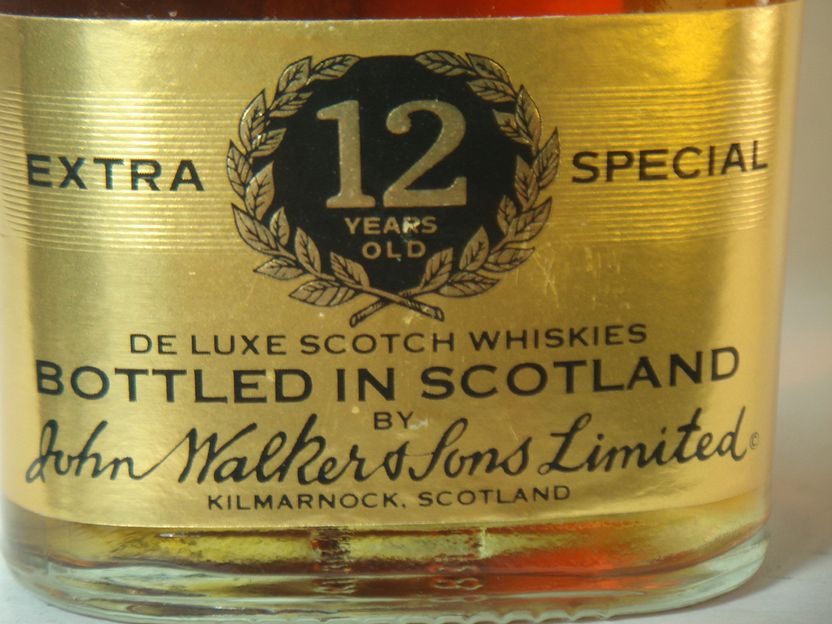 EXTRA 12 SPECIAL
YEARS
OLD
DE LUXE SCOTCH WHISKIES
BOTTLED IN SCOTLAND
BY
John Walker & Sons Limited ©
KILMARNOCK, SCOTLAND